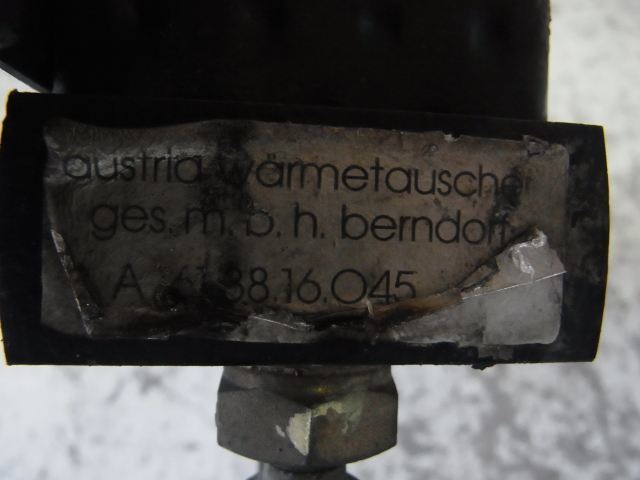 austria wärmetauscher
ges. m. b. h. berndorf
A 61.38.16.045